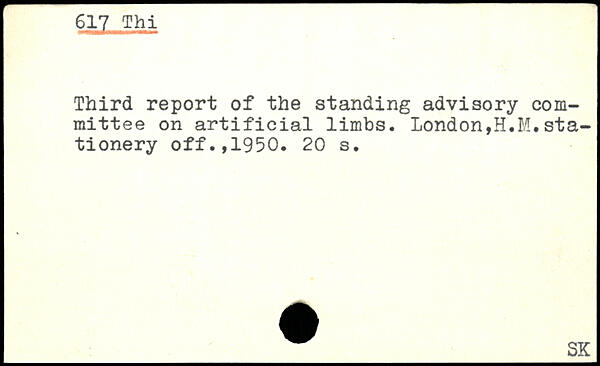 617 Thi
Third report of the standing advisory com-
mittee on artificial limbs. London,H.M.sta-
tionery off.,1950. 20 s.
SK